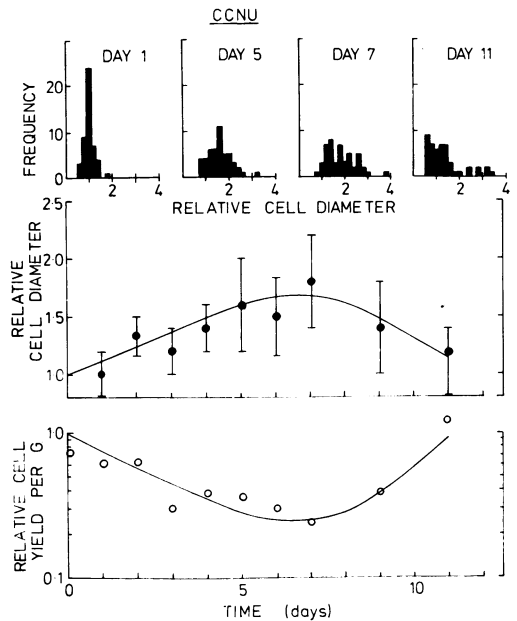 CCNU
DAY 1 DAY 5 DAY 7 DAY 11
FREQUENCY
20
10
0
2 4 2 4 2 4 2 4
RELATIVE CELL DIAMETER
RELATIVE CELL DIAMETER
2·5
2·0
1·5
1·0
RELATIVE CELL YIELD PER G
1·0
0·1
0 5 10
TIME (days)